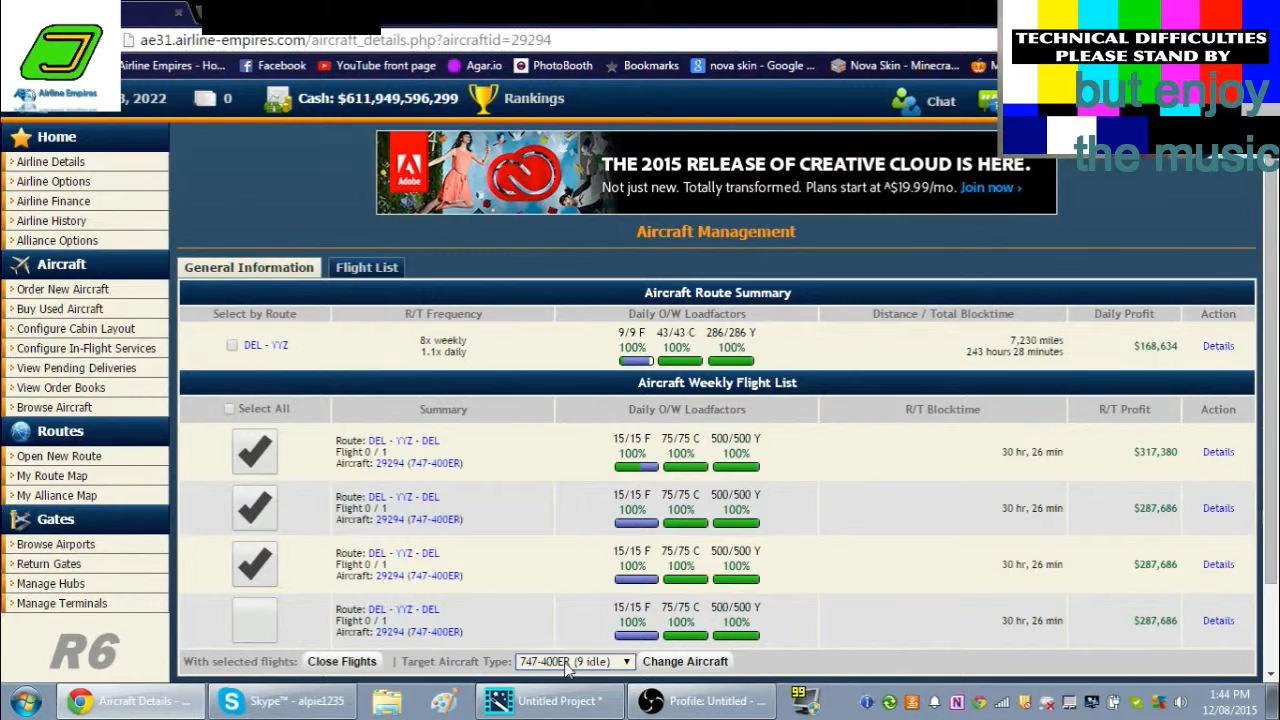 ae31.airline-empires.com/aircraft_details.php?aircraftid=29294
TECHNICAL DIFFICULTIES
PLEASE STAND BY
but enjoy
the music
Airline Empires
Airline Empires - Ho...
Facebook
YouTube front page
Agar.io
PhotoBooth
Bookmarks
nova skin - Google ...
Nova Skin - Minecra...
3, 2022
0
Cash: $611,949,596,299
Rankings
Chat
Home
Airline Details
Airline Options
Airline Finance
Airline History
Alliance Options
Aircraft
Order New Aircraft
Buy Used Aircraft
Configure Cabin Layout
Configure In-Flight Services
View Pending Deliveries
View Order Books
Browse Aircraft
Routes
Open New Route
My Route Map
My Alliance Map
Gates
Browse Airports
Return Gates
Manage Hubs
Manage Terminals
R6
Adobe
THE 2015 RELEASE OF CREATIVE CLOUD IS HERE.
Not just new. Totally transformed. Plans start at A$19.99/mo. Join now ›
Aircraft Management
General Information
Flight List
Aircraft Route Summary
Select by Route R/T Frequency Daily O/W Loadfactors Distance / Total Blocktime Daily Profit Action
DEL - YYZ
8x weekly
1.1x daily
9/9 F 43/43 C 286/286 Y
100% 100% 100%
7,230 miles
243 hours 28 minutes
$168,634
Details
Aircraft Weekly Flight List
Select All Summary Daily O/W Loadfactors R/T Blocktime R/T Profit Action
Route: DEL - YYZ - DEL
Flight 0 / 1
Aircraft: 29294 (747-400ER)
15/15 F 75/75 C 500/500 Y
100% 100% 100%
30 hr, 26 min
$317,380
Details
Route: DEL - YYZ - DEL
Flight 0 / 1
Aircraft: 29294 (747-400ER)
15/15 F 75/75 C 500/500 Y
100% 100% 100%
30 hr, 26 min
$287,686
Details
Route: DEL - YYZ - DEL
Flight 0 / 1
Aircraft: 29294 (747-400ER)
15/15 F 75/75 C 500/500 Y
100% 100% 100%
30 hr, 26 min
$287,686
Details
Route: DEL - YYZ - DEL
Flight 0 / 1
Aircraft: 29294 (747-400ER)
15/15 F 75/75 C 500/500 Y
100% 100% 100%
30 hr, 26 min
$287,686
Details
With selected flights: Close Flights | Target Aircraft Type: 747-400ER (9 idle) Change Aircraft
Aircraft Details - ...
Skype™ - alpie1235
Untitled Project *
Profile: Untitled - ...
99
1:44 PM
12/08/2015